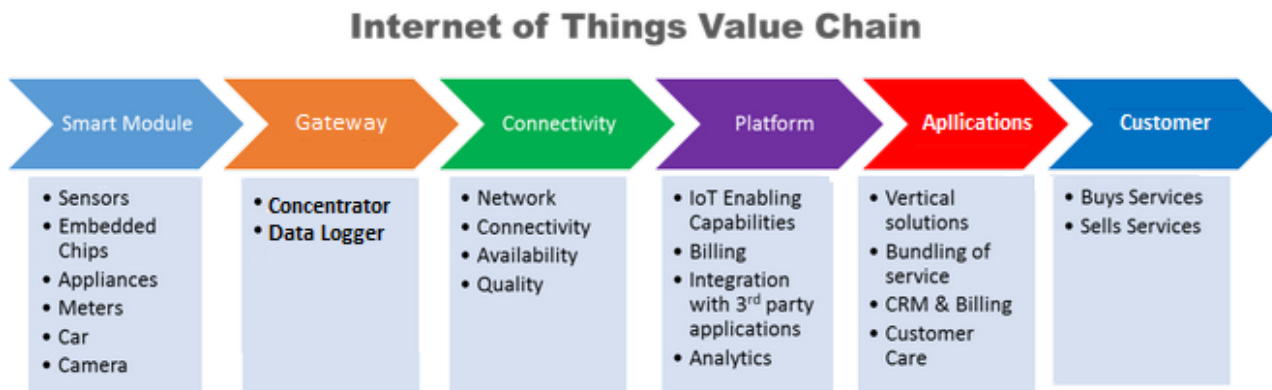 Internet of Things Value Chain
Smart Module
Gateway
Connectivity
Platform
Apllications
Customer
• Sensors
• Embedded
Chips
• Appliances
• Meters
• Car
• Camera
• Concentrator
• Data Logger
• Network
• Connectivity
• Availability
• Quality
• IoT Enabling
Capabilities
• Billing
• Integration
with 3rd party
applications
• Analytics
• Vertical
solutions
• Bundling of
service
• CRM & Billing
• Customer
Care
• Buys Services
• Sells Services